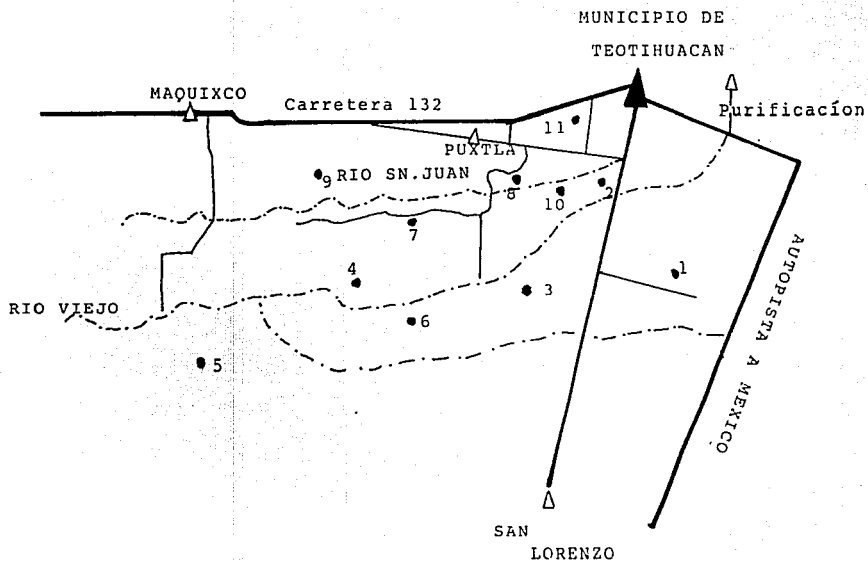 MUNICIPIO DE
TEOTIHUACAN
MAQUIXCO
Carretera 132
Purificacíon
11
PUXTLA
9
RIO SN.JUAN
8
10
2
7
4
1
3
RIO VIEJO
6
5
AUTOPISTA A MEXICO
SAN
LORENZO